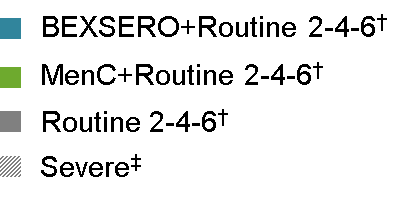 BEXSERO+Routine 2-4-6†
MenC+Routine 2-4-6†
Routine 2-4-6†
Severe‡